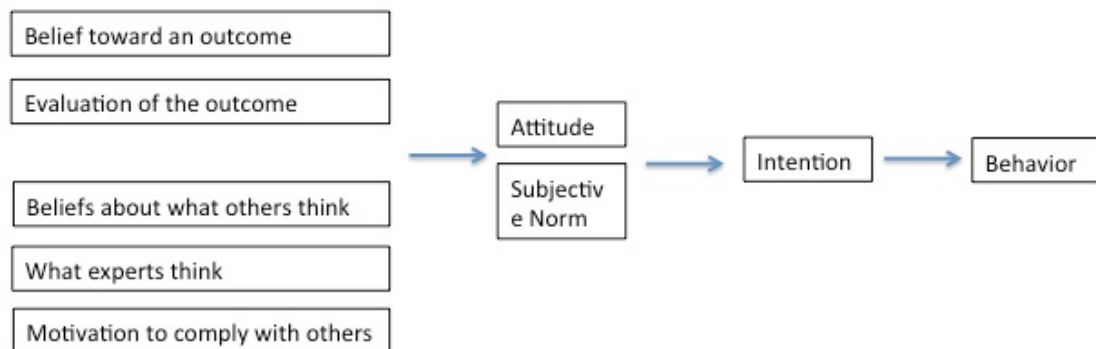 Belief toward an outcome
Evaluation of the outcome
Beliefs about what others think
What experts think
Motivation to comply with others
Attitude
Subjectiv
e Norm
Intention
Behavior